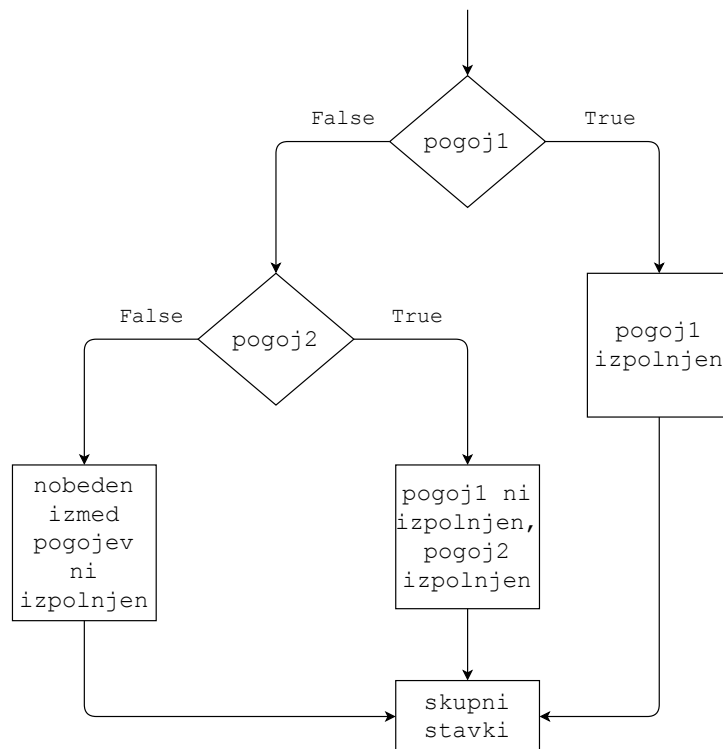 False
True
pogoj1
False
True
pogoj2
pogoj1
izpolnjen
nobeden
izmed
pogojev
ni
izpolnjen
pogoj1 ni
izpolnjen,
pogoj2
izpolnjen
skupni
stavki